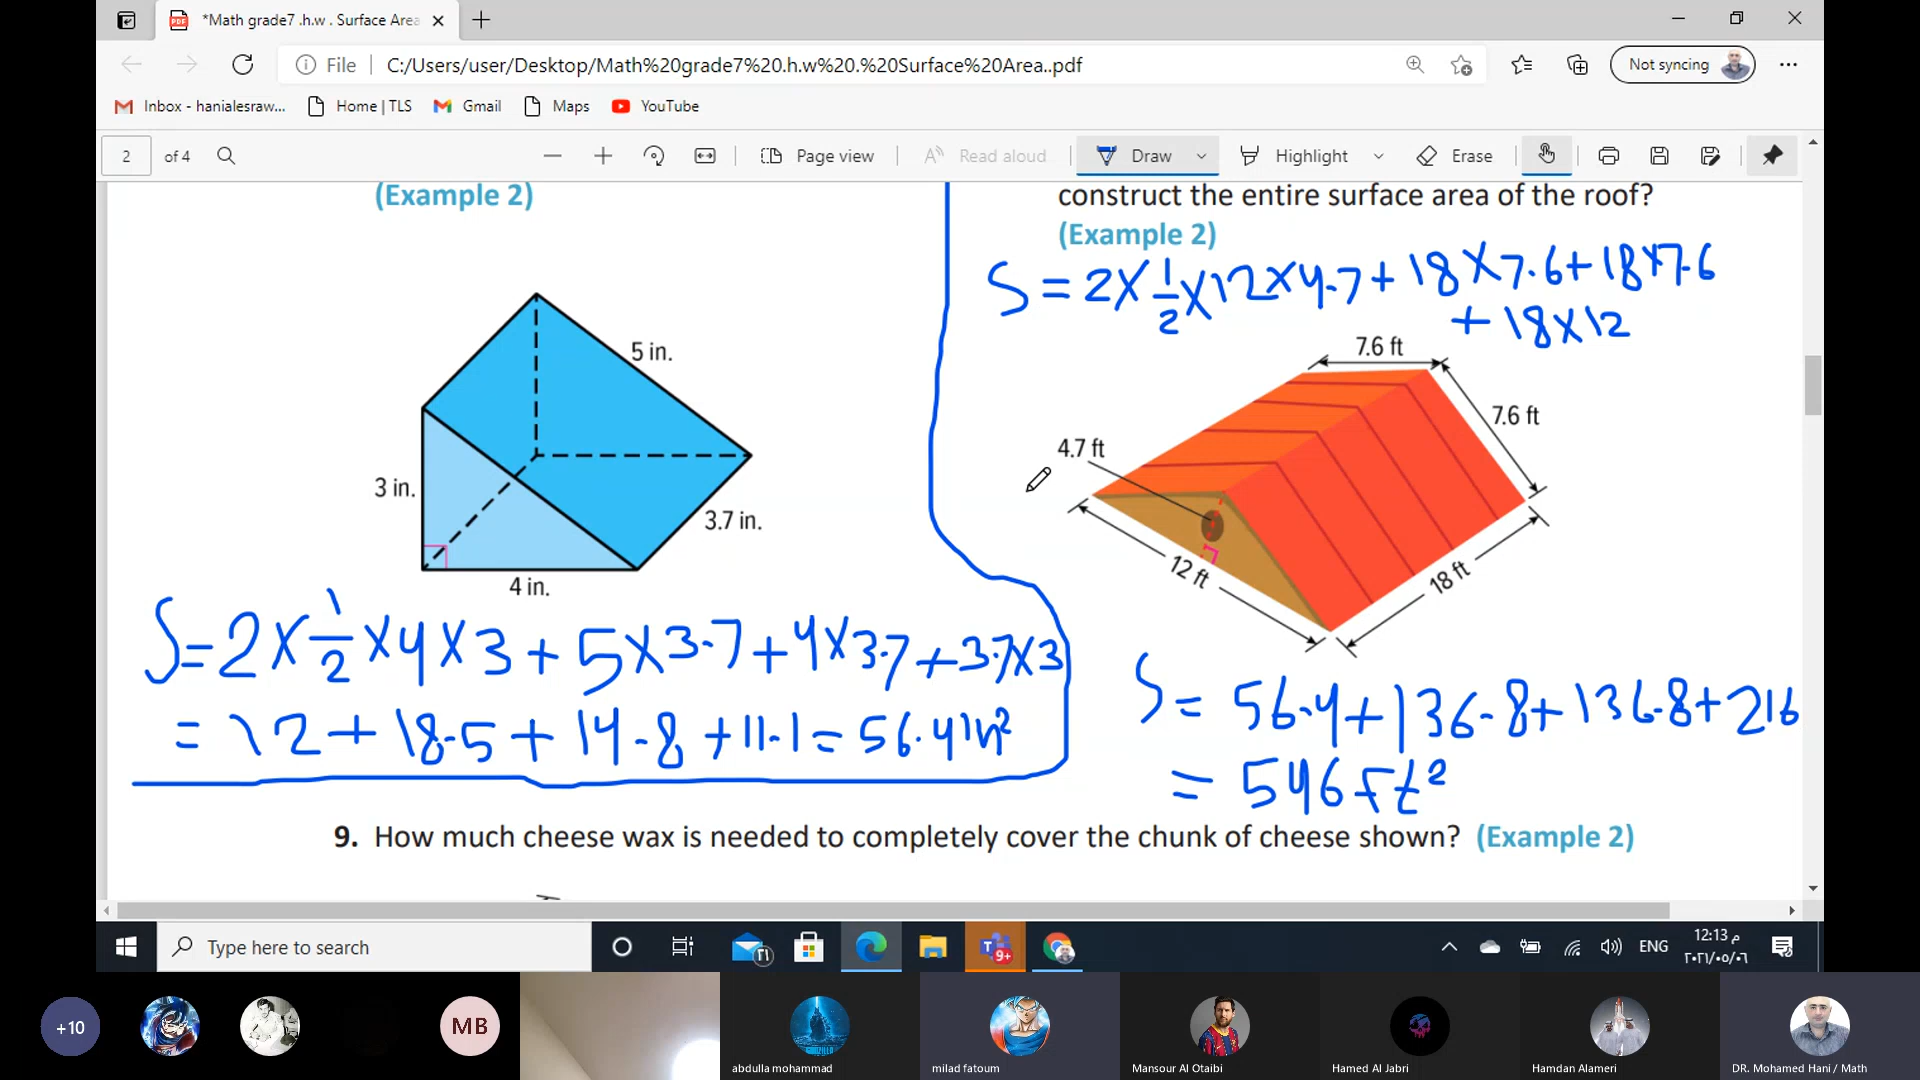 *Math grade7 .h.w . Surface Area
File
C:/Users/user/Desktop/Math%20grade7%20.h.w%20.%20Surface%20Area..pdf
Not syncing
Inbox - hanialesraw...
Home | TLS
Gmail
Maps
YouTube
2 of 4
Page view
Read aloud
Draw
Highlight
Erase
(Example 2)
construct the entire surface area of the roof?
(Example 2)
S = 2 X 1/2 X 12 X 4.7 + 18 X 7.6 + 18 X 7.6
+ 18 X 12
5 in.
3 in.
3.7 in.
4 in.
7.6 ft
7.6 ft
4.7 ft
12 ft
18 ft
S = 2 X 1/2 X 4 X 3 + 5 X 3.7 + 4 X 3.7 + 3.7 X 3
= 12 + 18.5 + 14.8 + 11.1 = 56.4 in²
S = 56.4 + 136.8 + 136.8 + 216
= 546 Ft²
9. How much cheese wax is needed to completely cover the chunk of cheese shown? (Example 2)
Type here to search
٢١
9+
ENG
12:13 م
٢٠٢١/٠٥/٠٦
+10
MB
abdulla mohammad
milad fatoum
Mansour Al Otaibi
Hamed Al Jabri
Hamdan Alameri
DR. Mohamed Hani / Math